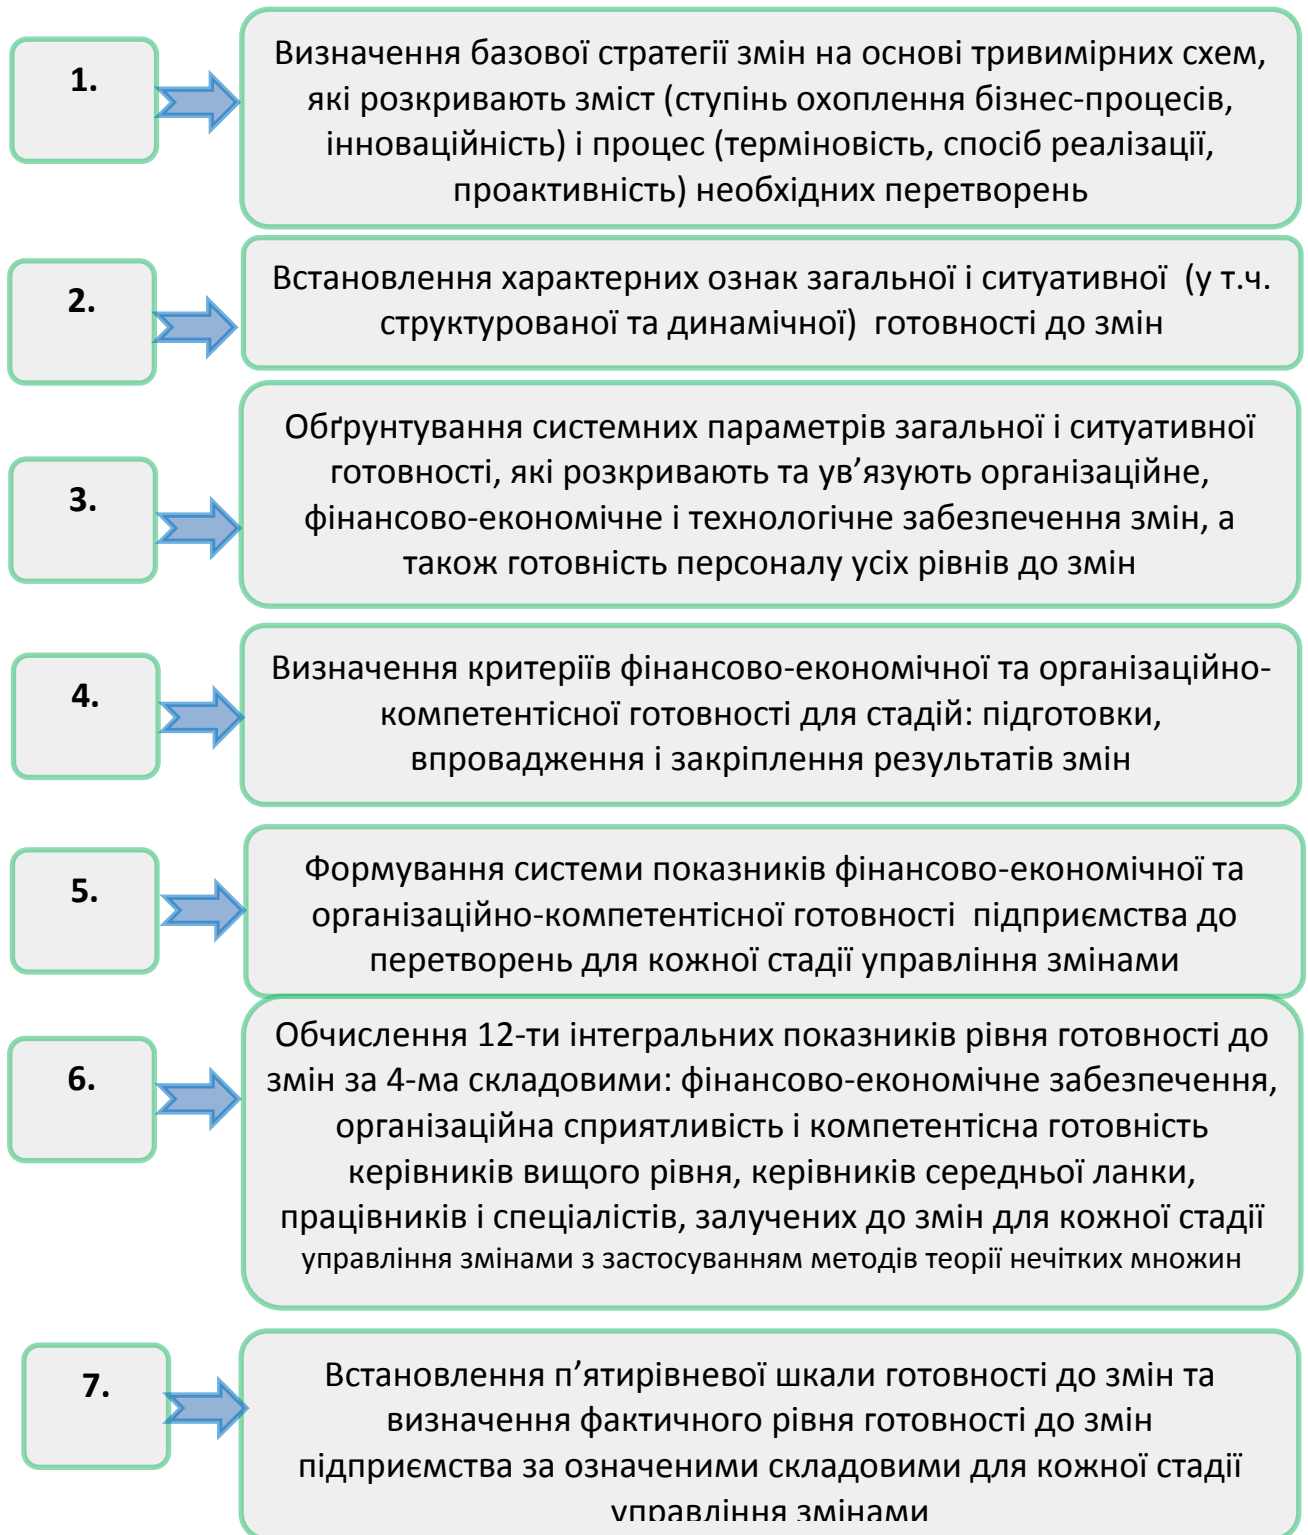 1.
Визначення базової стратегії змін на основі тривимірних схем,
які розкривають зміст (ступінь охоплення бізнес-процесів,
інноваційність) і процес (терміновість, спосіб реалізації,
проактивність) необхідних перетворень
2.
Встановлення характерних ознак загальної і ситуативної (у т.ч.
структурованої та динамічної) готовності до змін
3.
Обґрунтування системних параметрів загальної і ситуативної
готовності, які розкривають та ув’язують організаційне,
фінансово-економічне і технологічне забезпечення змін, а
також готовність персоналу усіх рівнів до змін
4.
Визначення критеріїв фінансово-економічної та організаційно-
компетентісної готовності для стадій: підготовки,
впровадження і закріплення результатів змін
5.
Формування системи показників фінансово-економічної та
організаційно-компетентісної готовності підприємства до
перетворень для кожної стадії управління змінами
6.
Обчислення 12-ти інтегральних показників рівня готовності до
змін за 4-ма складовими: фінансово-економічне забезпечення,
організаційна сприятливість і компетентісна готовність
керівників вищого рівня, керівників середньої ланки,
працівників і спеціалістів, залучених до змін для кожної стадії
управління змінами з застосуванням методів теорії нечітких множин
7.
Встановлення п’ятирівневої шкали готовності до змін та
визначення фактичного рівня готовності до змін
підприємства за означеними складовими для кожної стадії
управління змінами